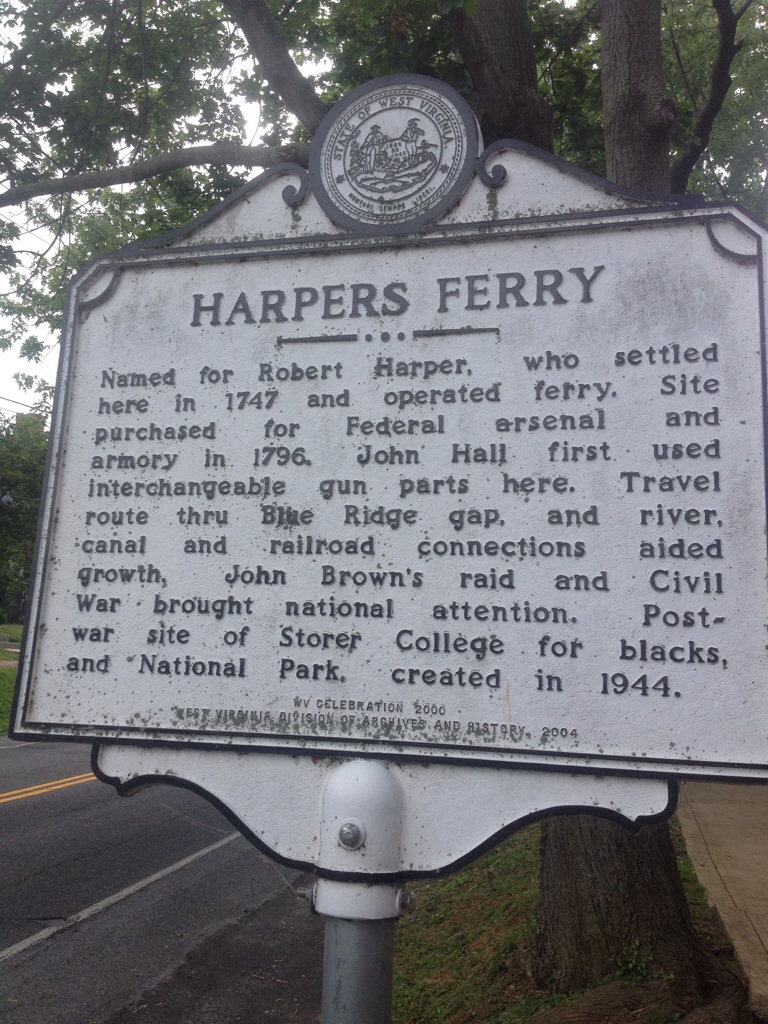 STATE OF WEST VIRGINIA
MONTANI SEMPER LIBERI
HARPERS FERRY
Named for Robert Harper, who settled
here in 1747 and operated ferry. Site
purchased for Federal arsenal and
armory in 1796. John Hall first used
interchangeable gun parts here. Travel
route thru Blue Ridge gap, and river,
canal and railroad connections aided
growth, John Brown's raid and Civil
War brought national attention. Post-
war site of Storer College for blacks,
and National Park, created in 1944.
WV CELEBRATION 2000
WEST VIRGINIA DIVISION OF ARCHIVES AND HISTORY, 2004